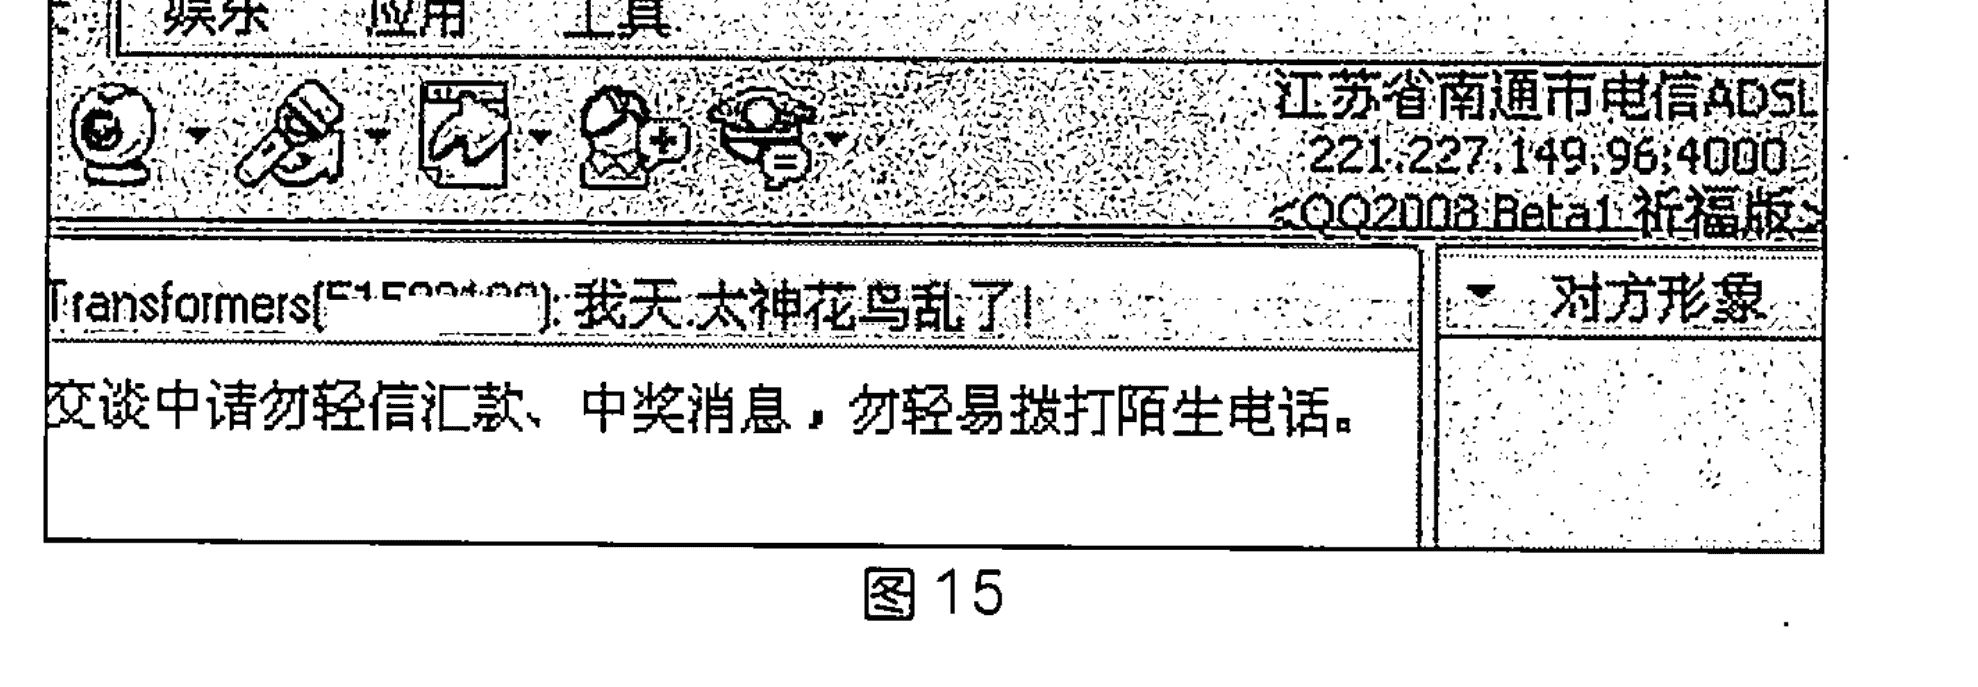 娱乐 应用 工具
江苏省南通市电信ADSL
221.227.149.96:4000
<QQ2008 Beta1 祈福版>
Transformers( ): 我天.太神花鸟乱了!
对方形象
交谈中请勿轻信汇款、中奖消息，勿轻易拨打陌生电话。
图15